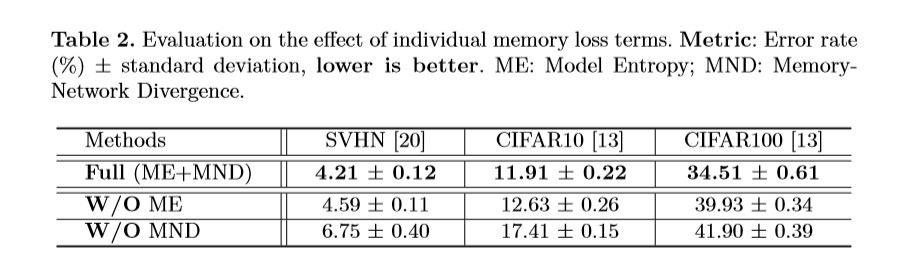 Table 2. Evaluation on the effect of individual memory loss terms. Metric: Error rate
(%) ± standard deviation, lower is better. ME: Model Entropy; MND: Memory-
Network Divergence.
Methods SVHN [20] CIFAR10 [13] CIFAR100 [13]
Full (ME+MND) 4.21 ± 0.12 11.91 ± 0.22 34.51 ± 0.61
W/O ME 4.59 ± 0.11 12.63 ± 0.26 39.93 ± 0.34
W/O MND 6.75 ± 0.40 17.41 ± 0.15 41.90 ± 0.39